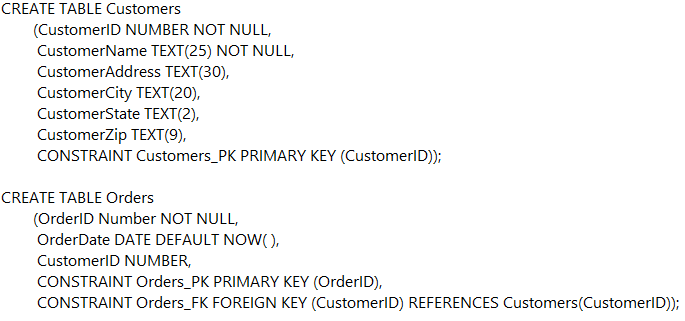 CREATE TABLE Customers
(CustomerID NUMBER NOT NULL,
CustomerName TEXT(25) NOT NULL,
CustomerAddress TEXT(30),
CustomerCity TEXT(20),
CustomerState TEXT(2),
CustomerZip TEXT(9),
CONSTRAINT Customers_PK PRIMARY KEY (CustomerID));
CREATE TABLE Orders
(OrderID Number NOT NULL,
OrderDate DATE DEFAULT NOW( ),
CustomerID NUMBER,
CONSTRAINT Orders_PK PRIMARY KEY (OrderID),
CONSTRAINT Orders_FK FOREIGN KEY (CustomerID) REFERENCES Customers(CustomerID));